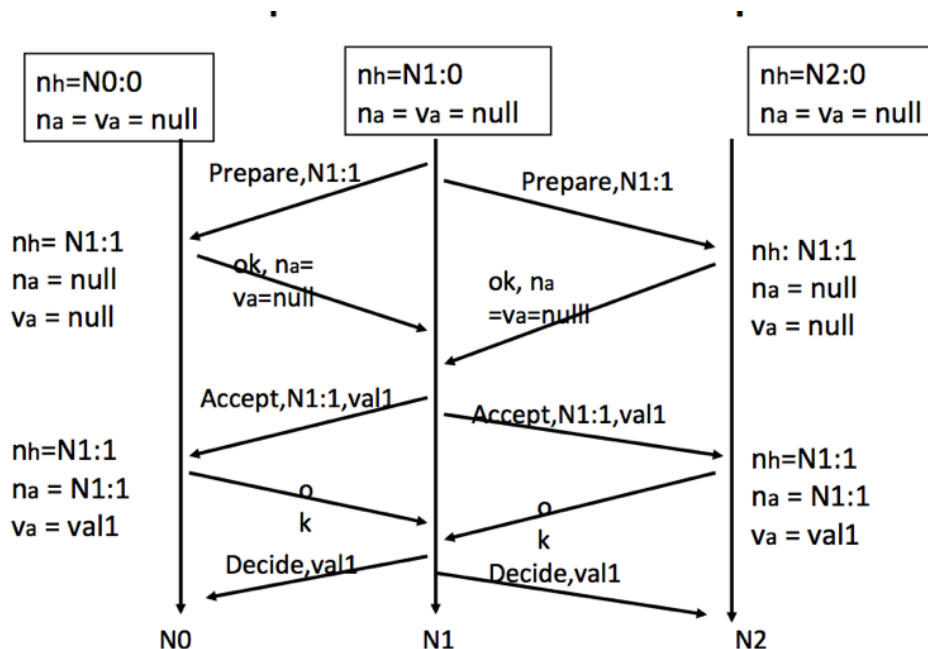 nh=N0:0
na = va = null
nh=N1:0
na = va = null
nh=N2:0
na = va = null
Prepare,N1:1
Prepare,N1:1
nh= N1:1
na = null
va = null
ok, na=
va=null
ok, na
=va=nulll
nh: N1:1
na = null
va = null
Accept,N1:1,val1
Accept,N1:1,val1
nh=N1:1
na = N1:1
va = val1
o
k
o
k
nh=N1:1
na = N1:1
va = val1
Decide,val1
Decide,val1
N0
N1
N2